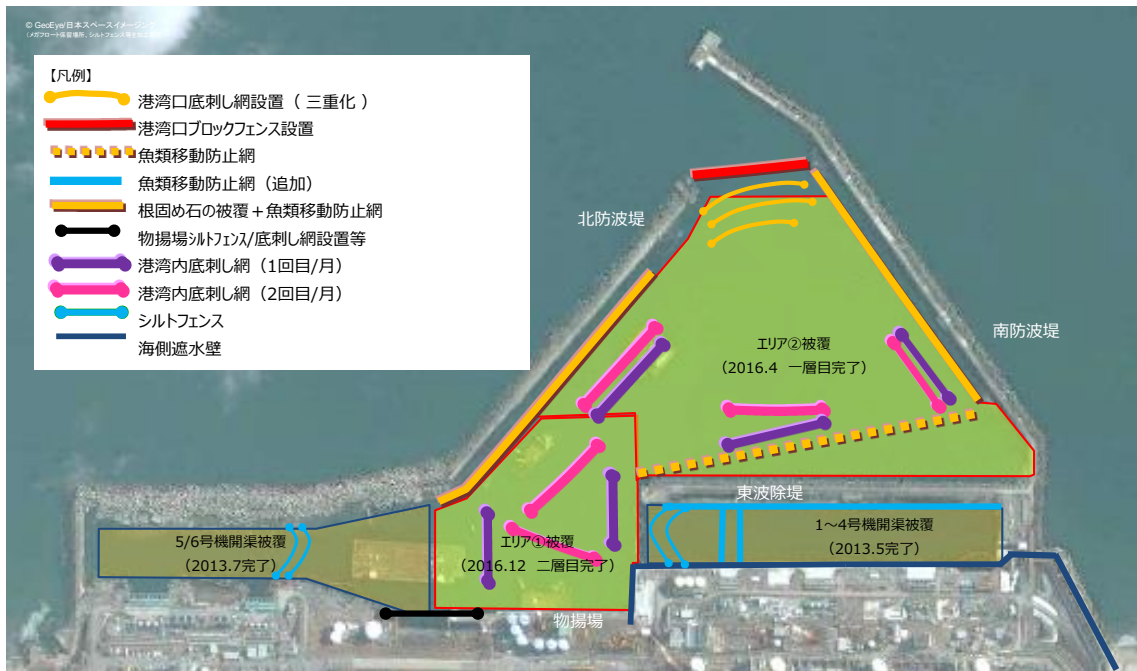 © GeoEye/日本スペースイメージング
【凡例】
港湾口底刺し網設置（ 三重化 ）
港湾口ブロックフェンス設置
魚類移動防止網
魚類移動防止網（追加）
根固め石の被覆＋魚類移動防止網
物揚場ｼﾙﾄﾌｪﾝｽ/底刺し網設置等
港湾内底刺し網（1回目/月）
港湾内底刺し網（2回目/月）
シルトフェンス
海側遮水壁
北防波堤
南防波堤
エリア②被覆
（2016.4　一層目完了）
東波除堤
5/6号機開渠被覆
（2013.7完了）
エリア①被覆
（2016.12　二層目完了）
1～4号機開渠被覆
（2013.5完了）
物揚場